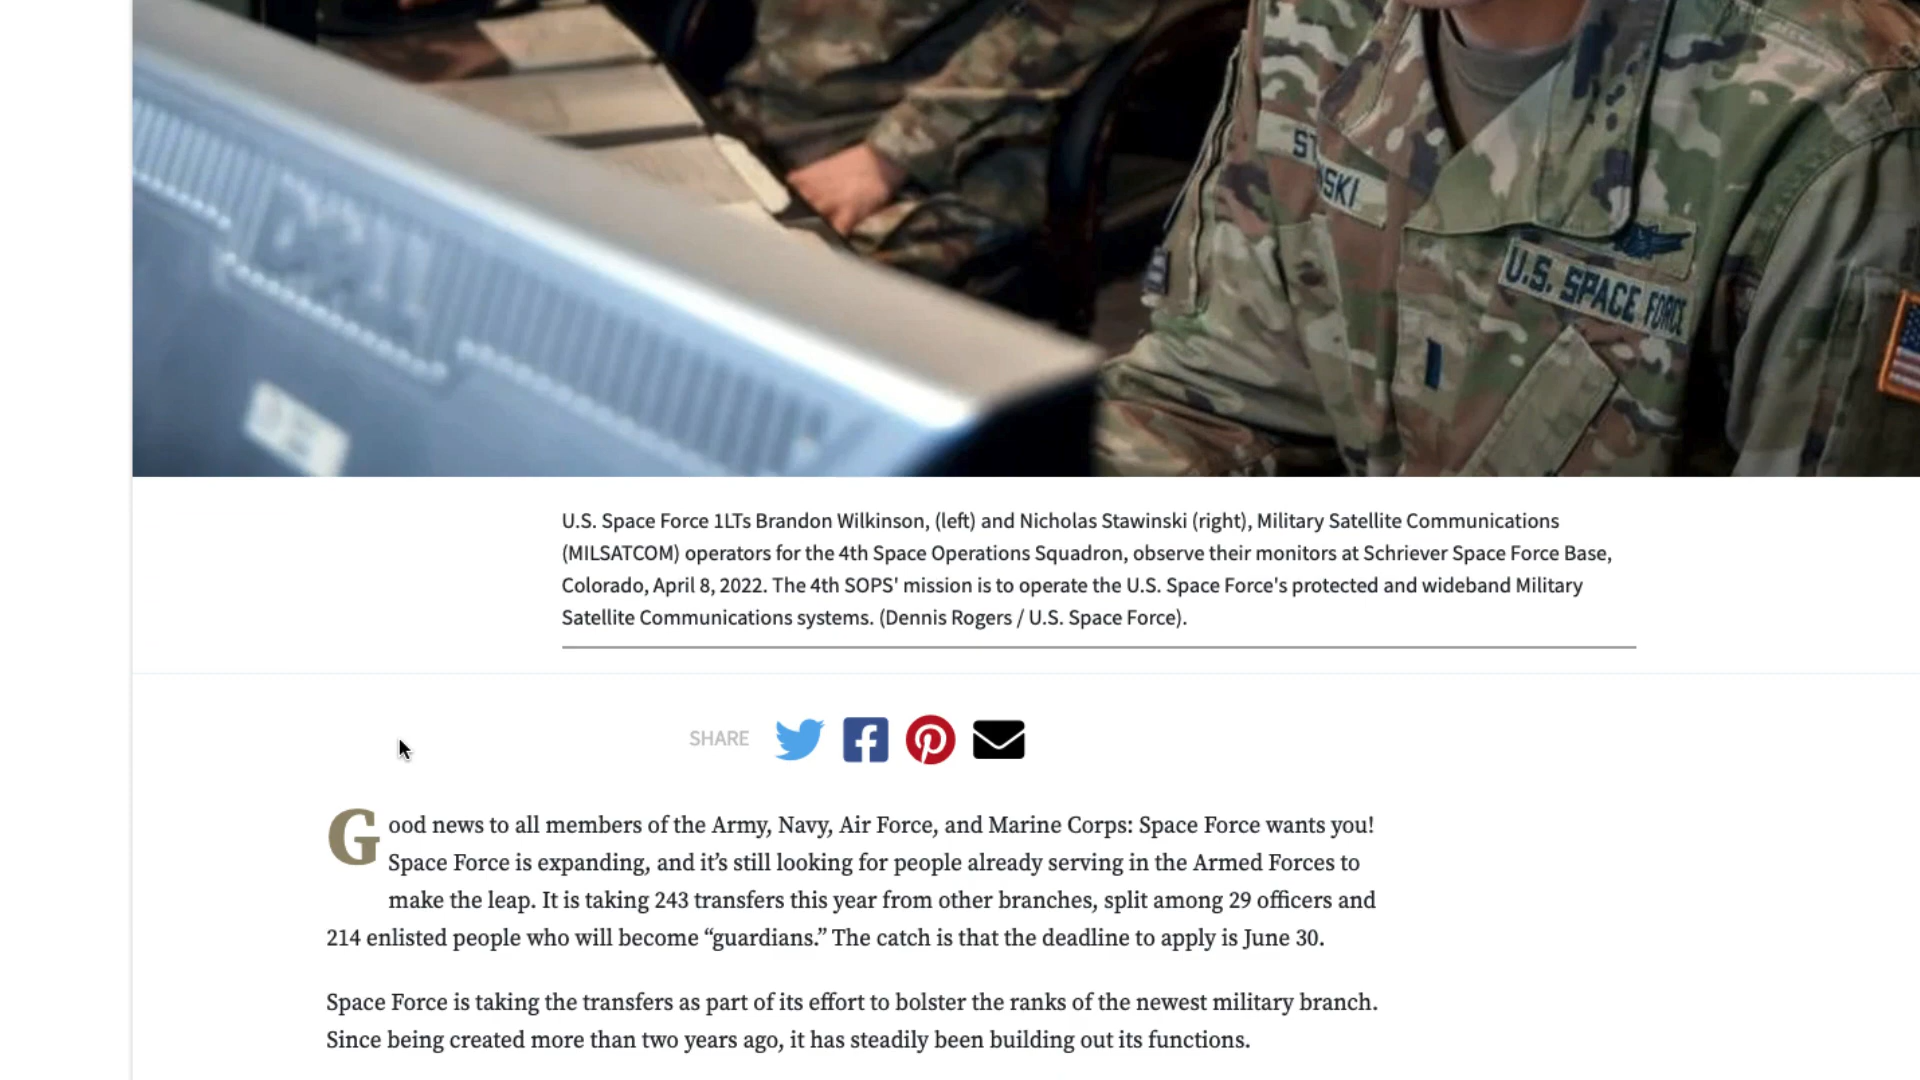 ST
NSKI
U.S. SPACE FORCE
U.S. Space Force 1LTs Brandon Wilkinson, (left) and Nicholas Stawinski (right), Military Satellite Communications
(MILSATCOM) operators for the 4th Space Operations Squadron, observe their monitors at Schriever Space Force Base,
Colorado, April 8, 2022. The 4th SOPS' mission is to operate the U.S. Space Force's protected and wideband Military
Satellite Communications systems. (Dennis Rogers / U.S. Space Force).
SHARE
Good news to all members of the Army, Navy, Air Force, and Marine Corps: Space Force wants you!
Space Force is expanding, and it’s still looking for people already serving in the Armed Forces to
make the leap. It is taking 243 transfers this year from other branches, split among 29 officers and
214 enlisted people who will become “guardians.” The catch is that the deadline to apply is June 30.
Space Force is taking the transfers as part of its effort to bolster the ranks of the newest military branch.
Since being created more than two years ago, it has steadily been building out its functions.